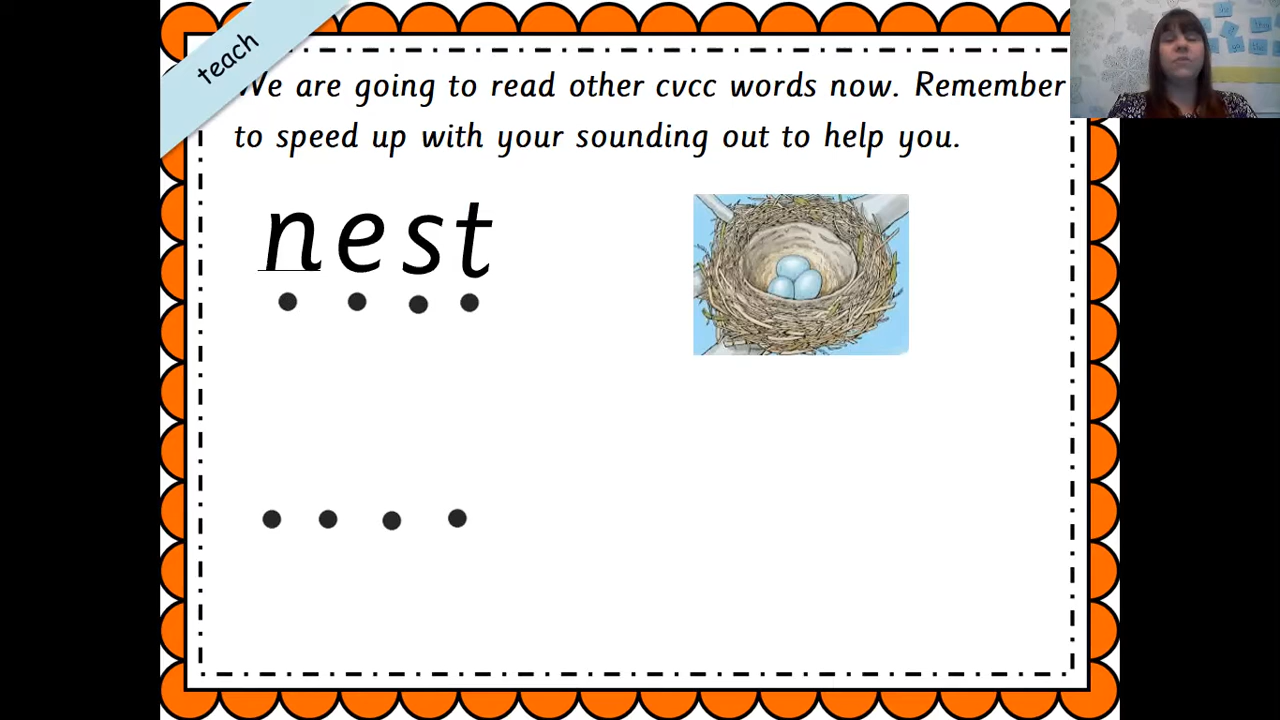 teach
We are going to read other cvcc words now. Remember
to speed up with your sounding out to help you.
nest